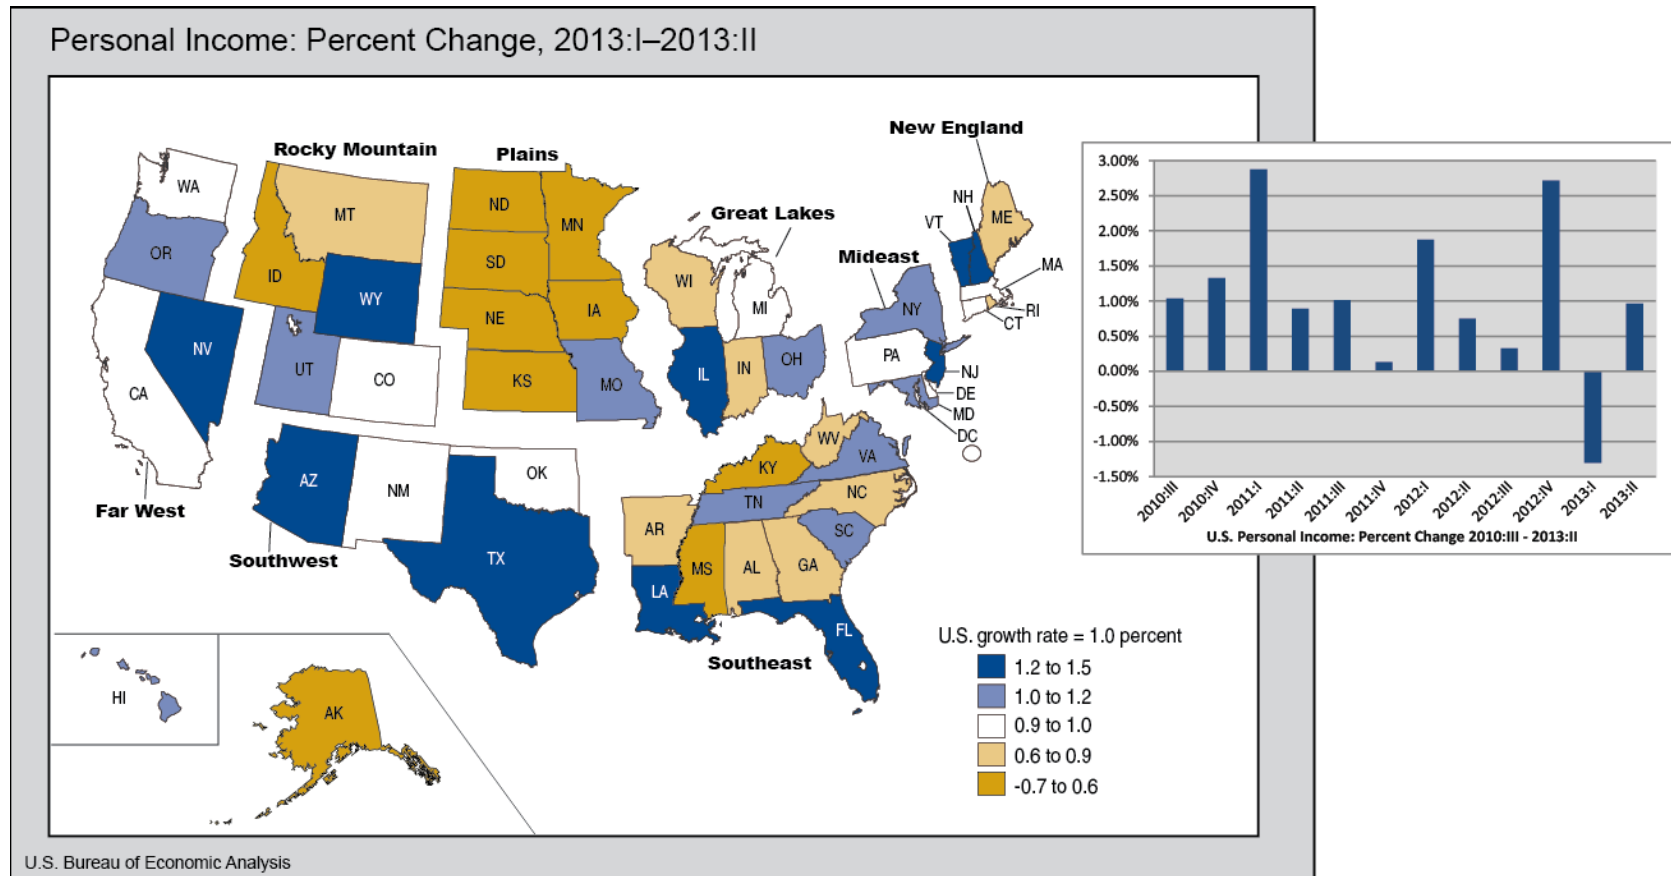 Personal Income: Percent Change, 2013:I–2013:II
New England
Rocky Mountain
Plains
Great Lakes
Mideast
Far West
Southwest
Southeast
WA
OR
CA
NV
ID
MT
WY
UT
CO
AZ
NM
ND
SD
NE
KS
MN
IA
MO
OK
TX
WI
MI
IL
IN
OH
AR
LA
MS
AL
GA
FL
KY
TN
WV
VA
NC
SC
NY
PA
NJ
DE
MD
DC
VT
NH
ME
MA
RI
CT
HI
AK
U.S. growth rate = 1.0 percent
1.2 to 1.5
1.0 to 1.2
0.9 to 1.0
0.6 to 0.9
-0.7 to 0.6
3.00%
2.50%
2.00%
1.50%
1.00%
0.50%
0.00%
-0.50%
-1.00%
-1.50%
2010:III
2010:IV
2011:I
2011:II
2011:III
2011:IV
2012:I
2012:II
2012:III
2012:IV
2013:I
2013:II
U.S. Personal Income: Percent Change 2010:III - 2013:II
U.S. Bureau of Economic Analysis